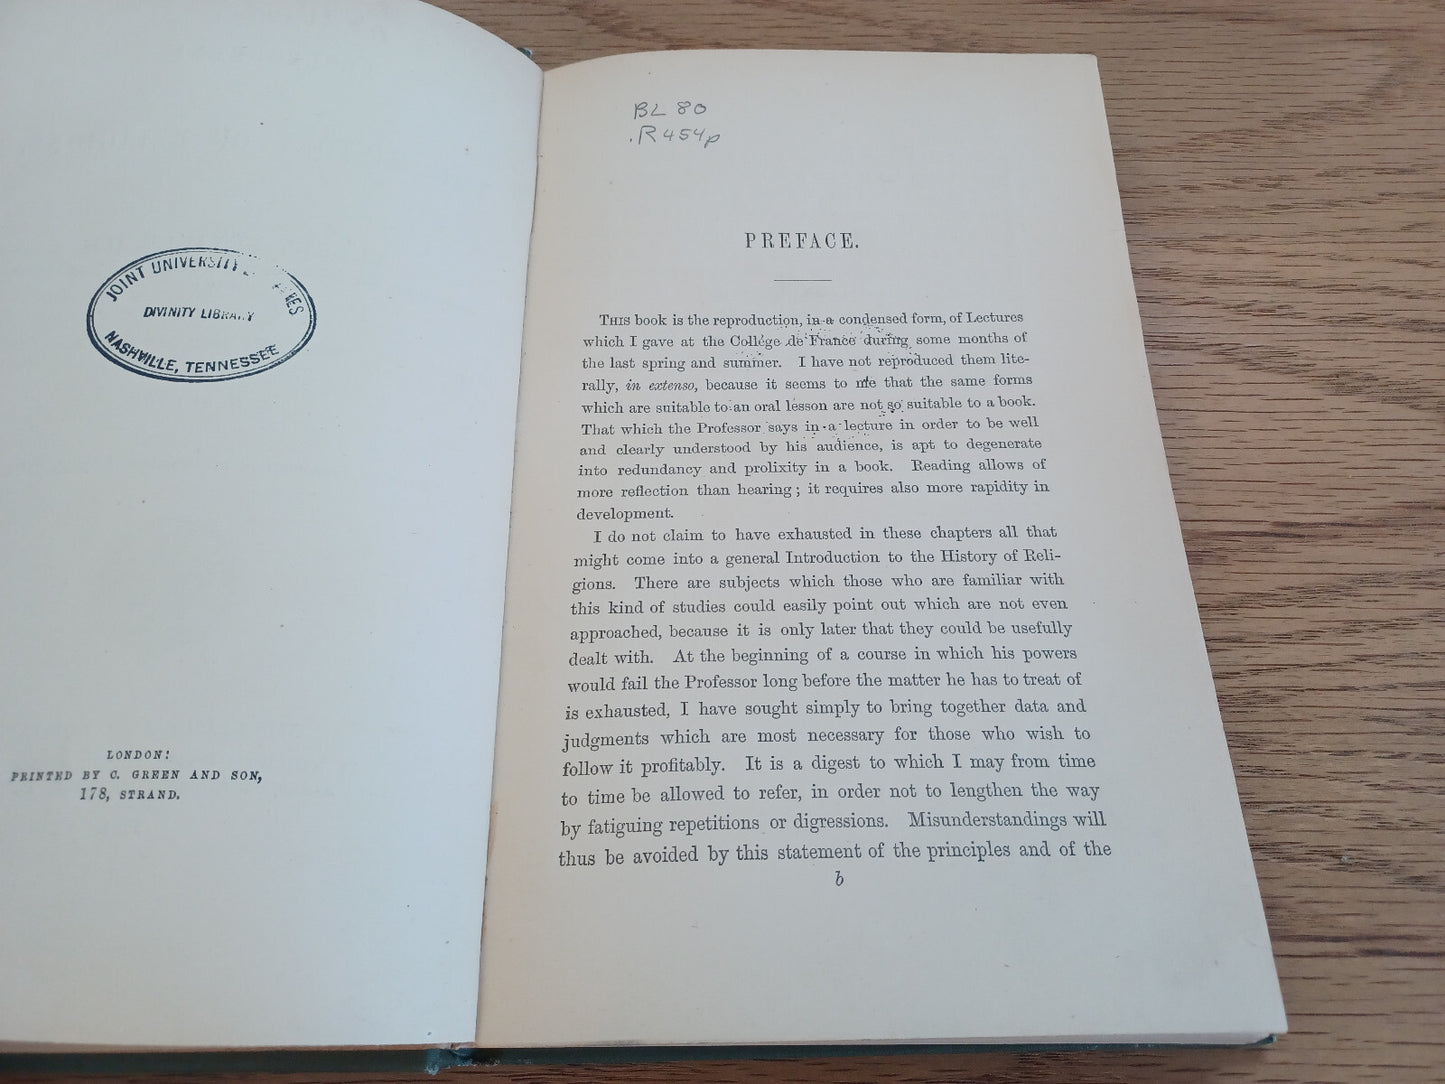 JOINT UNIVERSITY
DIVINITY LIBRARY
NASHVILLE, TENNESSEE
LONDON:
PRINTED BY C. GREEN AND SON,
178, STRAND.
BL 80
.R454p
PREFACE.
THIS book is the reproduction, in a condensed form, of Lectures
which I gave at the Collége de France during some months of
the last spring and summer. I have not reproduced them lite-
rally, in extenso, because it seems to me that the same forms
which are suitable to an oral lesson are not so suitable to a book.
That which the Professor says in a lecture in order to be well
and clearly understood by his audience, is apt to degenerate
into redundancy and prolixity in a book. Reading allows of
more reflection than hearing; it requires also more rapidity in
development.
I do not claim to have exhausted in these chapters all that
might come into a general Introduction to the History of Reli-
gions. There are subjects which those who are familiar with
this kind of studies could easily point out which are not even
approached, because it is only later that they could be usefully
dealt with. At the beginning of a course in which his powers
would fail the Professor long before the matter he has to treat of
is exhausted, I have sought simply to bring together data and
judgments which are most necessary for those who wish to
follow it profitably. It is a digest to which I may from time
to time be allowed to refer, in order not to lengthen the way
by fatiguing repetitions or digressions. Misunderstandings will
thus be avoided by this statement of the principles and of the
b